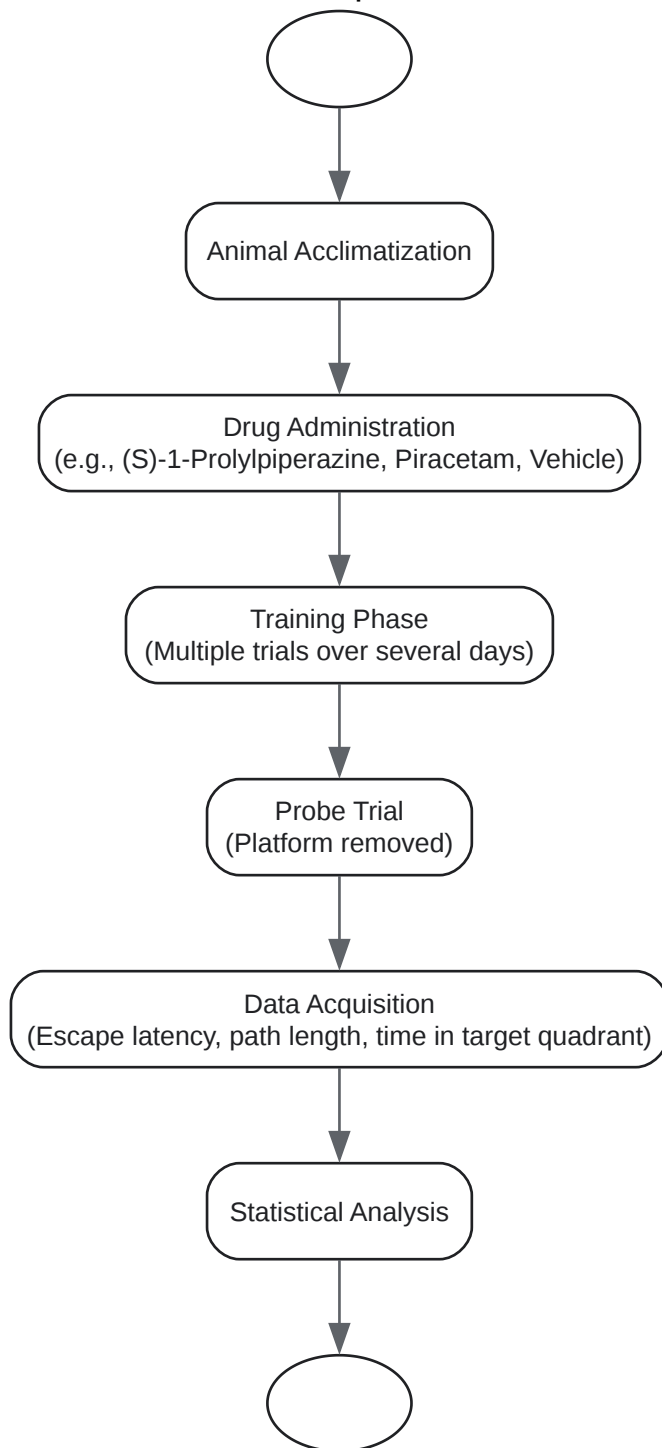 Animal Acclimatization
Drug Administration
(e.g., (S)-1-Prolylpiperazine, Piracetam, Vehicle)
Training Phase
(Multiple trials over several days)
Probe Trial
(Platform removed)
Data Acquisition
(Escape latency, path length, time in target quadrant)
Statistical Analysis